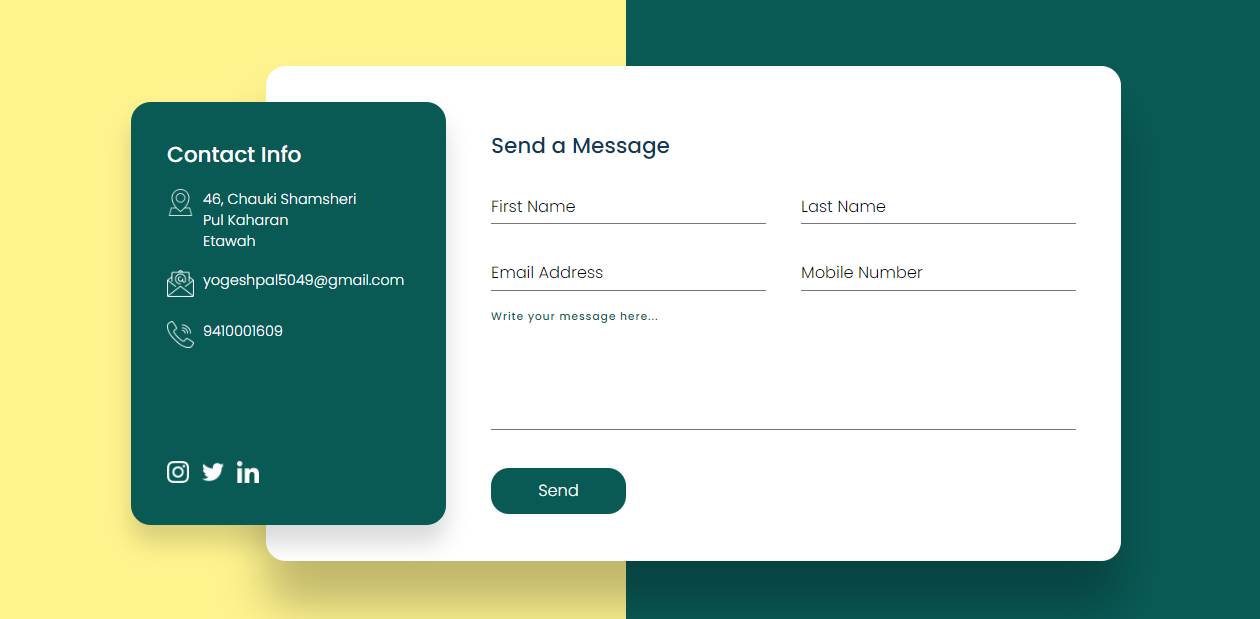 Contact Info
46, Chauki Shamsheri
Pul Kaharan
Etawah
yogeshpal5049@gmail.com
9410001609
Send a Message
First Name
Last Name
Email Address
Mobile Number
Write your message here...
Send